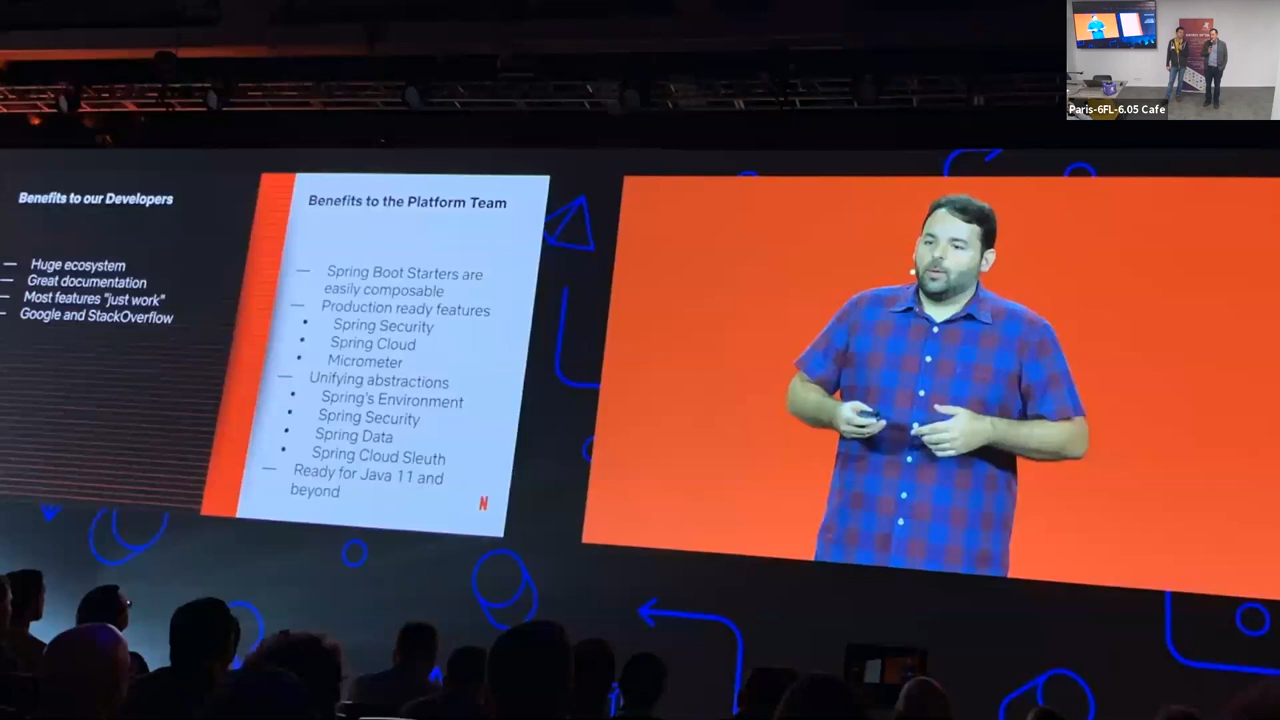 Paris-6FL-6.05 Cafe
Benefits to our Developers
— Huge ecosystem
— Great documentation
— Most features "just work"
— Google and StackOverflow
Benefits to the Platform Team
— Spring Boot Starters are
easily composable
— Production ready features
• Spring Security
• Spring Cloud
• Micrometer
— Unifying abstractions
• Spring's Environment
• Spring Security
• Spring Data
• Spring Cloud Sleuth
— Ready for Java 11 and
beyond
N